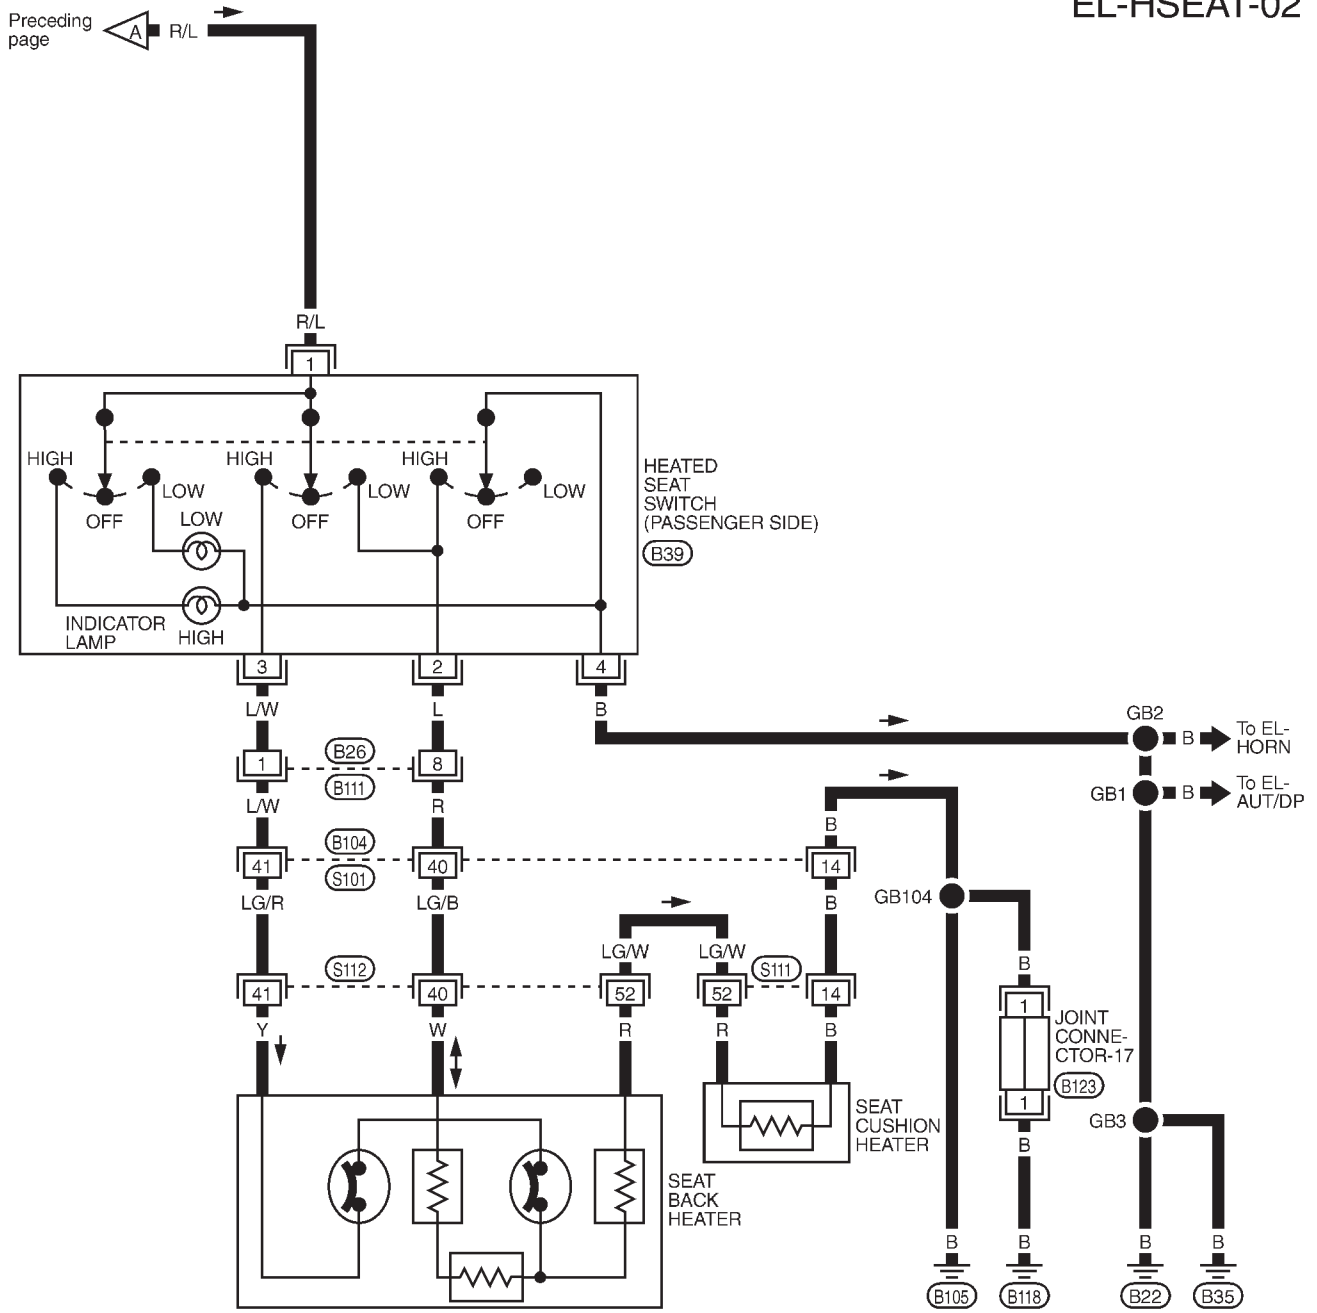 EL-HSEAT-02
Preceding
page
A
R/L
R/L
1
HIGH
LOW
OFF
HIGH
LOW
OFF
HIGH
LOW
OFF
LOW
INDICATOR
LAMP
HIGH
HEATED
SEAT
SWITCH
(PASSENGER SIDE)
B39
3
2
4
L/W
L
B
GB2
B
To EL-
HORN
1
B26
B111
8
GB1
B
To EL-
AUT/DP
L/W
R
B
41
B104
S101
40
14
LG/R
LG/B
B
GB104
LG/W
LG/W
B
41
S112
40
52
52
S111
14
Y
W
R
R
B
1
JOINT
CONNE-
CTOR-17
B123
1
B
SEAT
CUSHION
HEATER
GB3
SEAT
BACK
HEATER
B
B
B
B
B105
B118
B22
B35